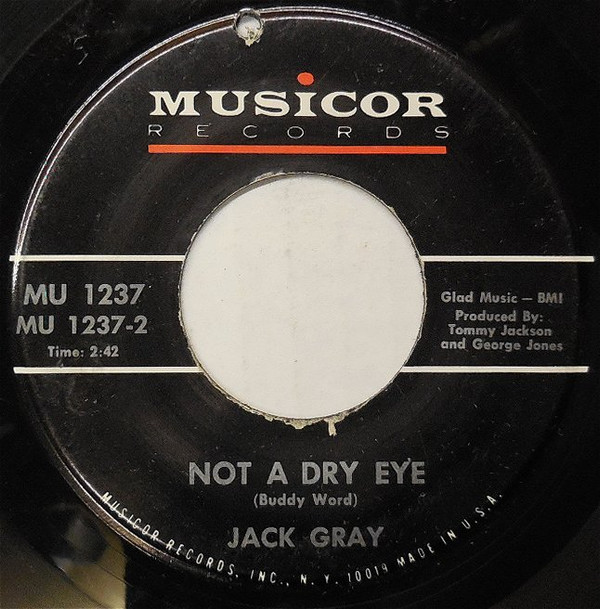 MUSICOR
RECORDS
MU 1237
MU 1237-2
Time: 2:42
Glad Music – BMI
Produced By:
Tommy Jackson
and George Jones
NOT A DRY EYE
(Buddy Word)
JACK GRAY
MUSICOR RECORDS, INC., N. Y. 10019 MADE IN U.S.A.